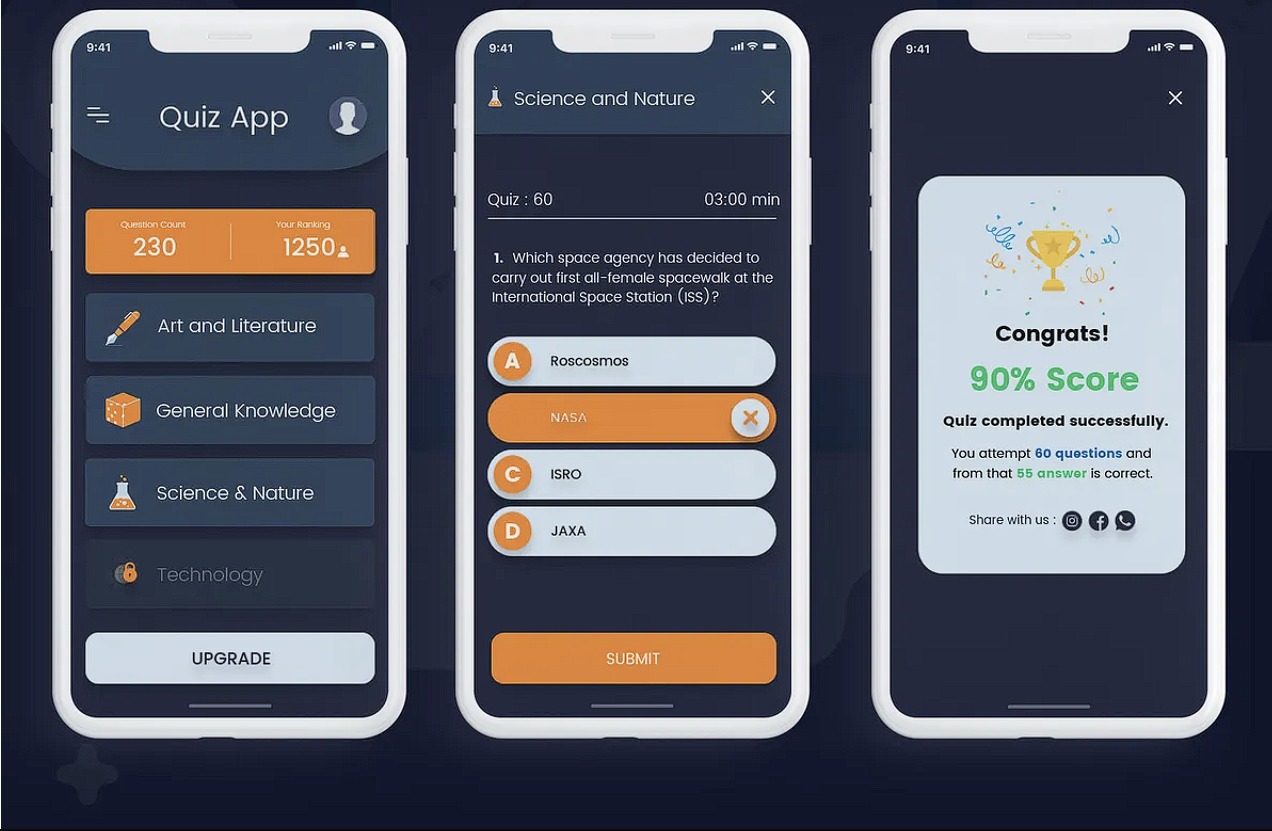 9:41
Quiz App
Question Count
230
Your Ranking
1250
Art and Literature
General Knowledge
Science & Nature
Technology
UPGRADE
9:41
Science and Nature
Quiz : 60
03:00 min
1. Which space agency has decided to
carry out first all-female spacewalk at the
International Space Station (ISS)?
A Roscosmos
NASA
C ISRO
D JAXA
SUBMIT
9:41
Congrats!
90% Score
Quiz completed successfully.
You attempt 60 questions and
from that 55 answer is correct.
Share with us :